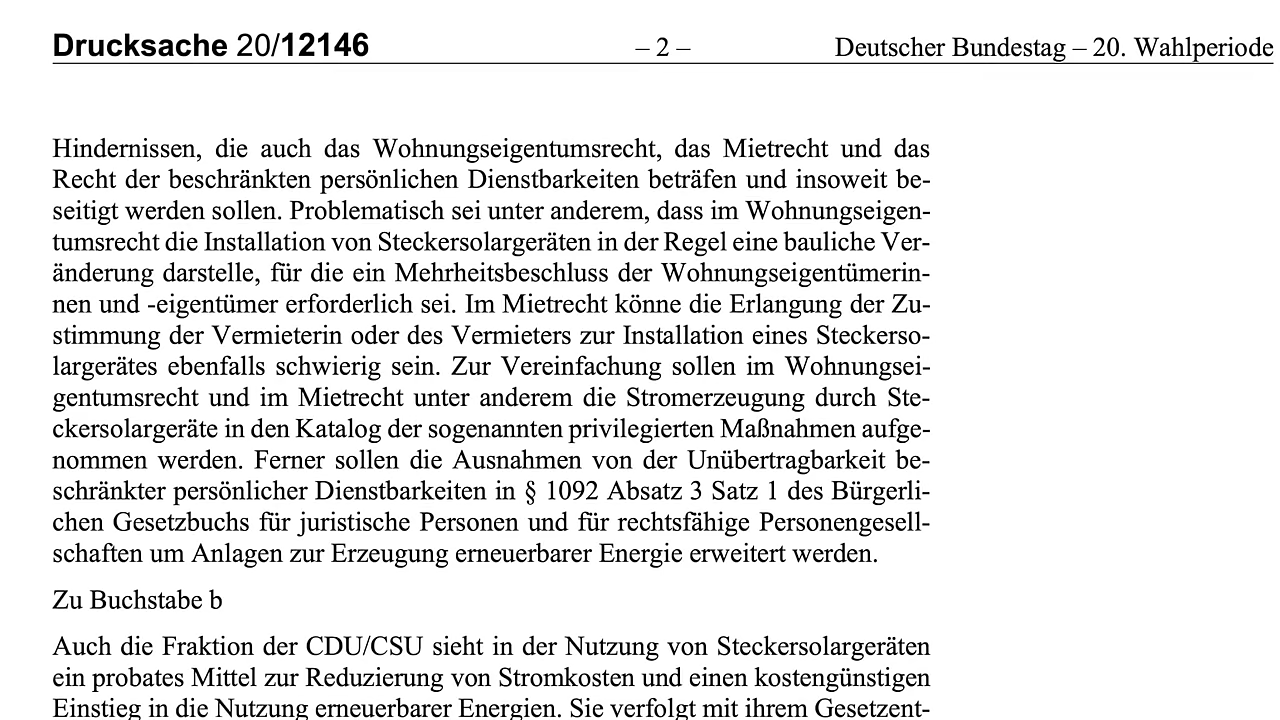 Drucksache 20/12146 – 2 – Deutscher Bundestag – 20. Wahlperiode
Hindernissen, die auch das Wohnungseigentumsrecht, das Mietrecht und das
Recht der beschränkten persönlichen Dienstbarkeiten beträfen und insoweit be-
seitigt werden sollen. Problematisch sei unter anderem, dass im Wohnungseigen-
tumsrecht die Installation von Steckersolargeräten in der Regel eine bauliche Ver-
änderung darstelle, für die ein Mehrheitsbeschluss der Wohnungseigentümerin-
nen und -eigentümer erforderlich sei. Im Mietrecht könne die Erlangung der Zu-
stimmung der Vermieterin oder des Vermieters zur Installation eines Steckerso-
largerätes ebenfalls schwierig sein. Zur Vereinfachung sollen im Wohnungsei-
gentumsrecht und im Mietrecht unter anderem die Stromerzeugung durch Ste-
ckersolargeräte in den Katalog der sogenannten privilegierten Maßnahmen aufge-
nommen werden. Ferner sollen die Ausnahmen von der Unübertragbarkeit be-
schränkter persönlicher Dienstbarkeiten in § 1092 Absatz 3 Satz 1 des Bürgerli-
chen Gesetzbuchs für juristische Personen und für rechtsfähige Personengesell-
schaften um Anlagen zur Erzeugung erneuerbarer Energie erweitert werden.
Zu Buchstabe b
Auch die Fraktion der CDU/CSU sieht in der Nutzung von Steckersolargeräten
ein probates Mittel zur Reduzierung von Stromkosten und einen kostengünstigen
Einstieg in die Nutzung erneuerbarer Energien. Sie verfolgt mit ihrem Gesetzent-